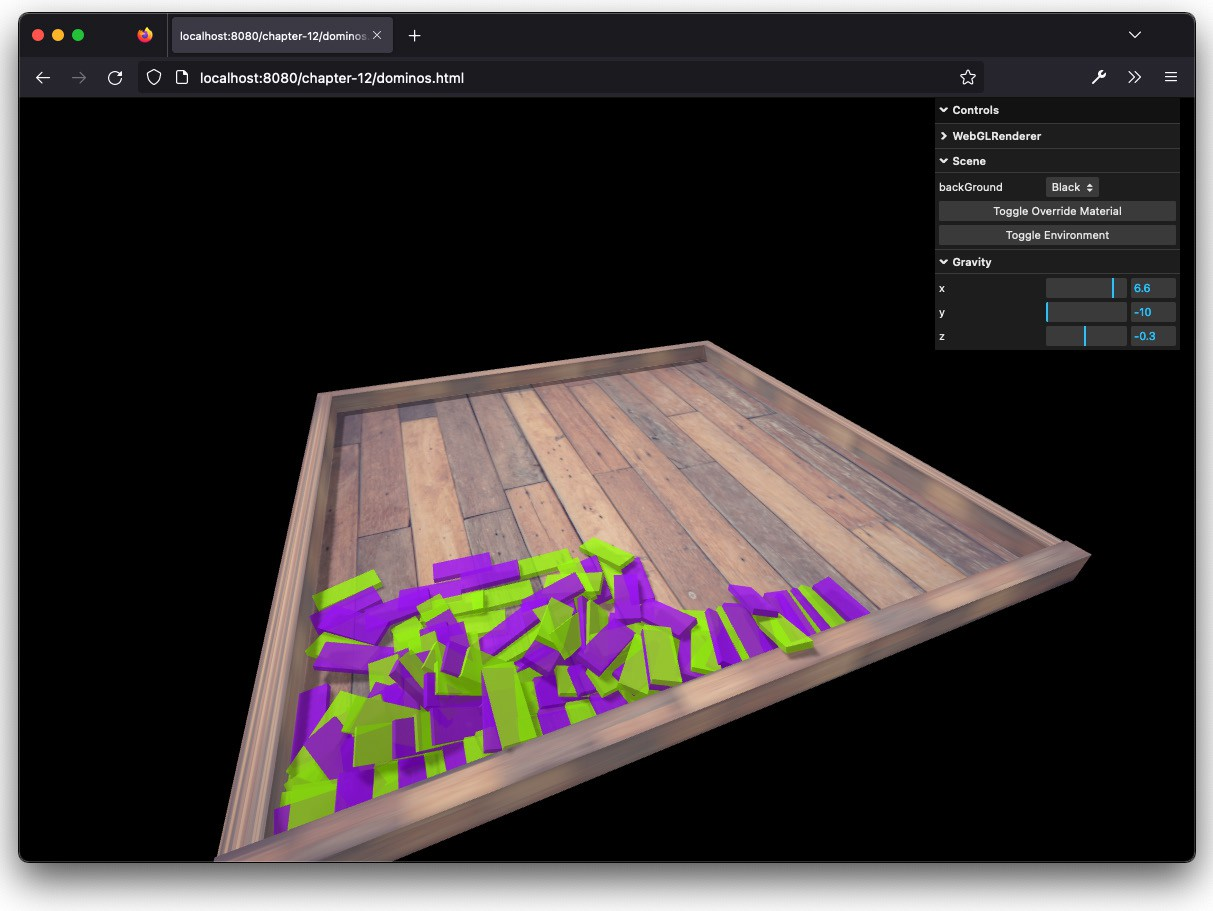 localhost:8080/chapter-12/dominos.
localhost:8080/chapter-12/dominos.html
Controls
WebGLRenderer
Scene
backGround Black
Toggle Override Material
Toggle Environment
Gravity
x 6.6
y -10
z -0.3